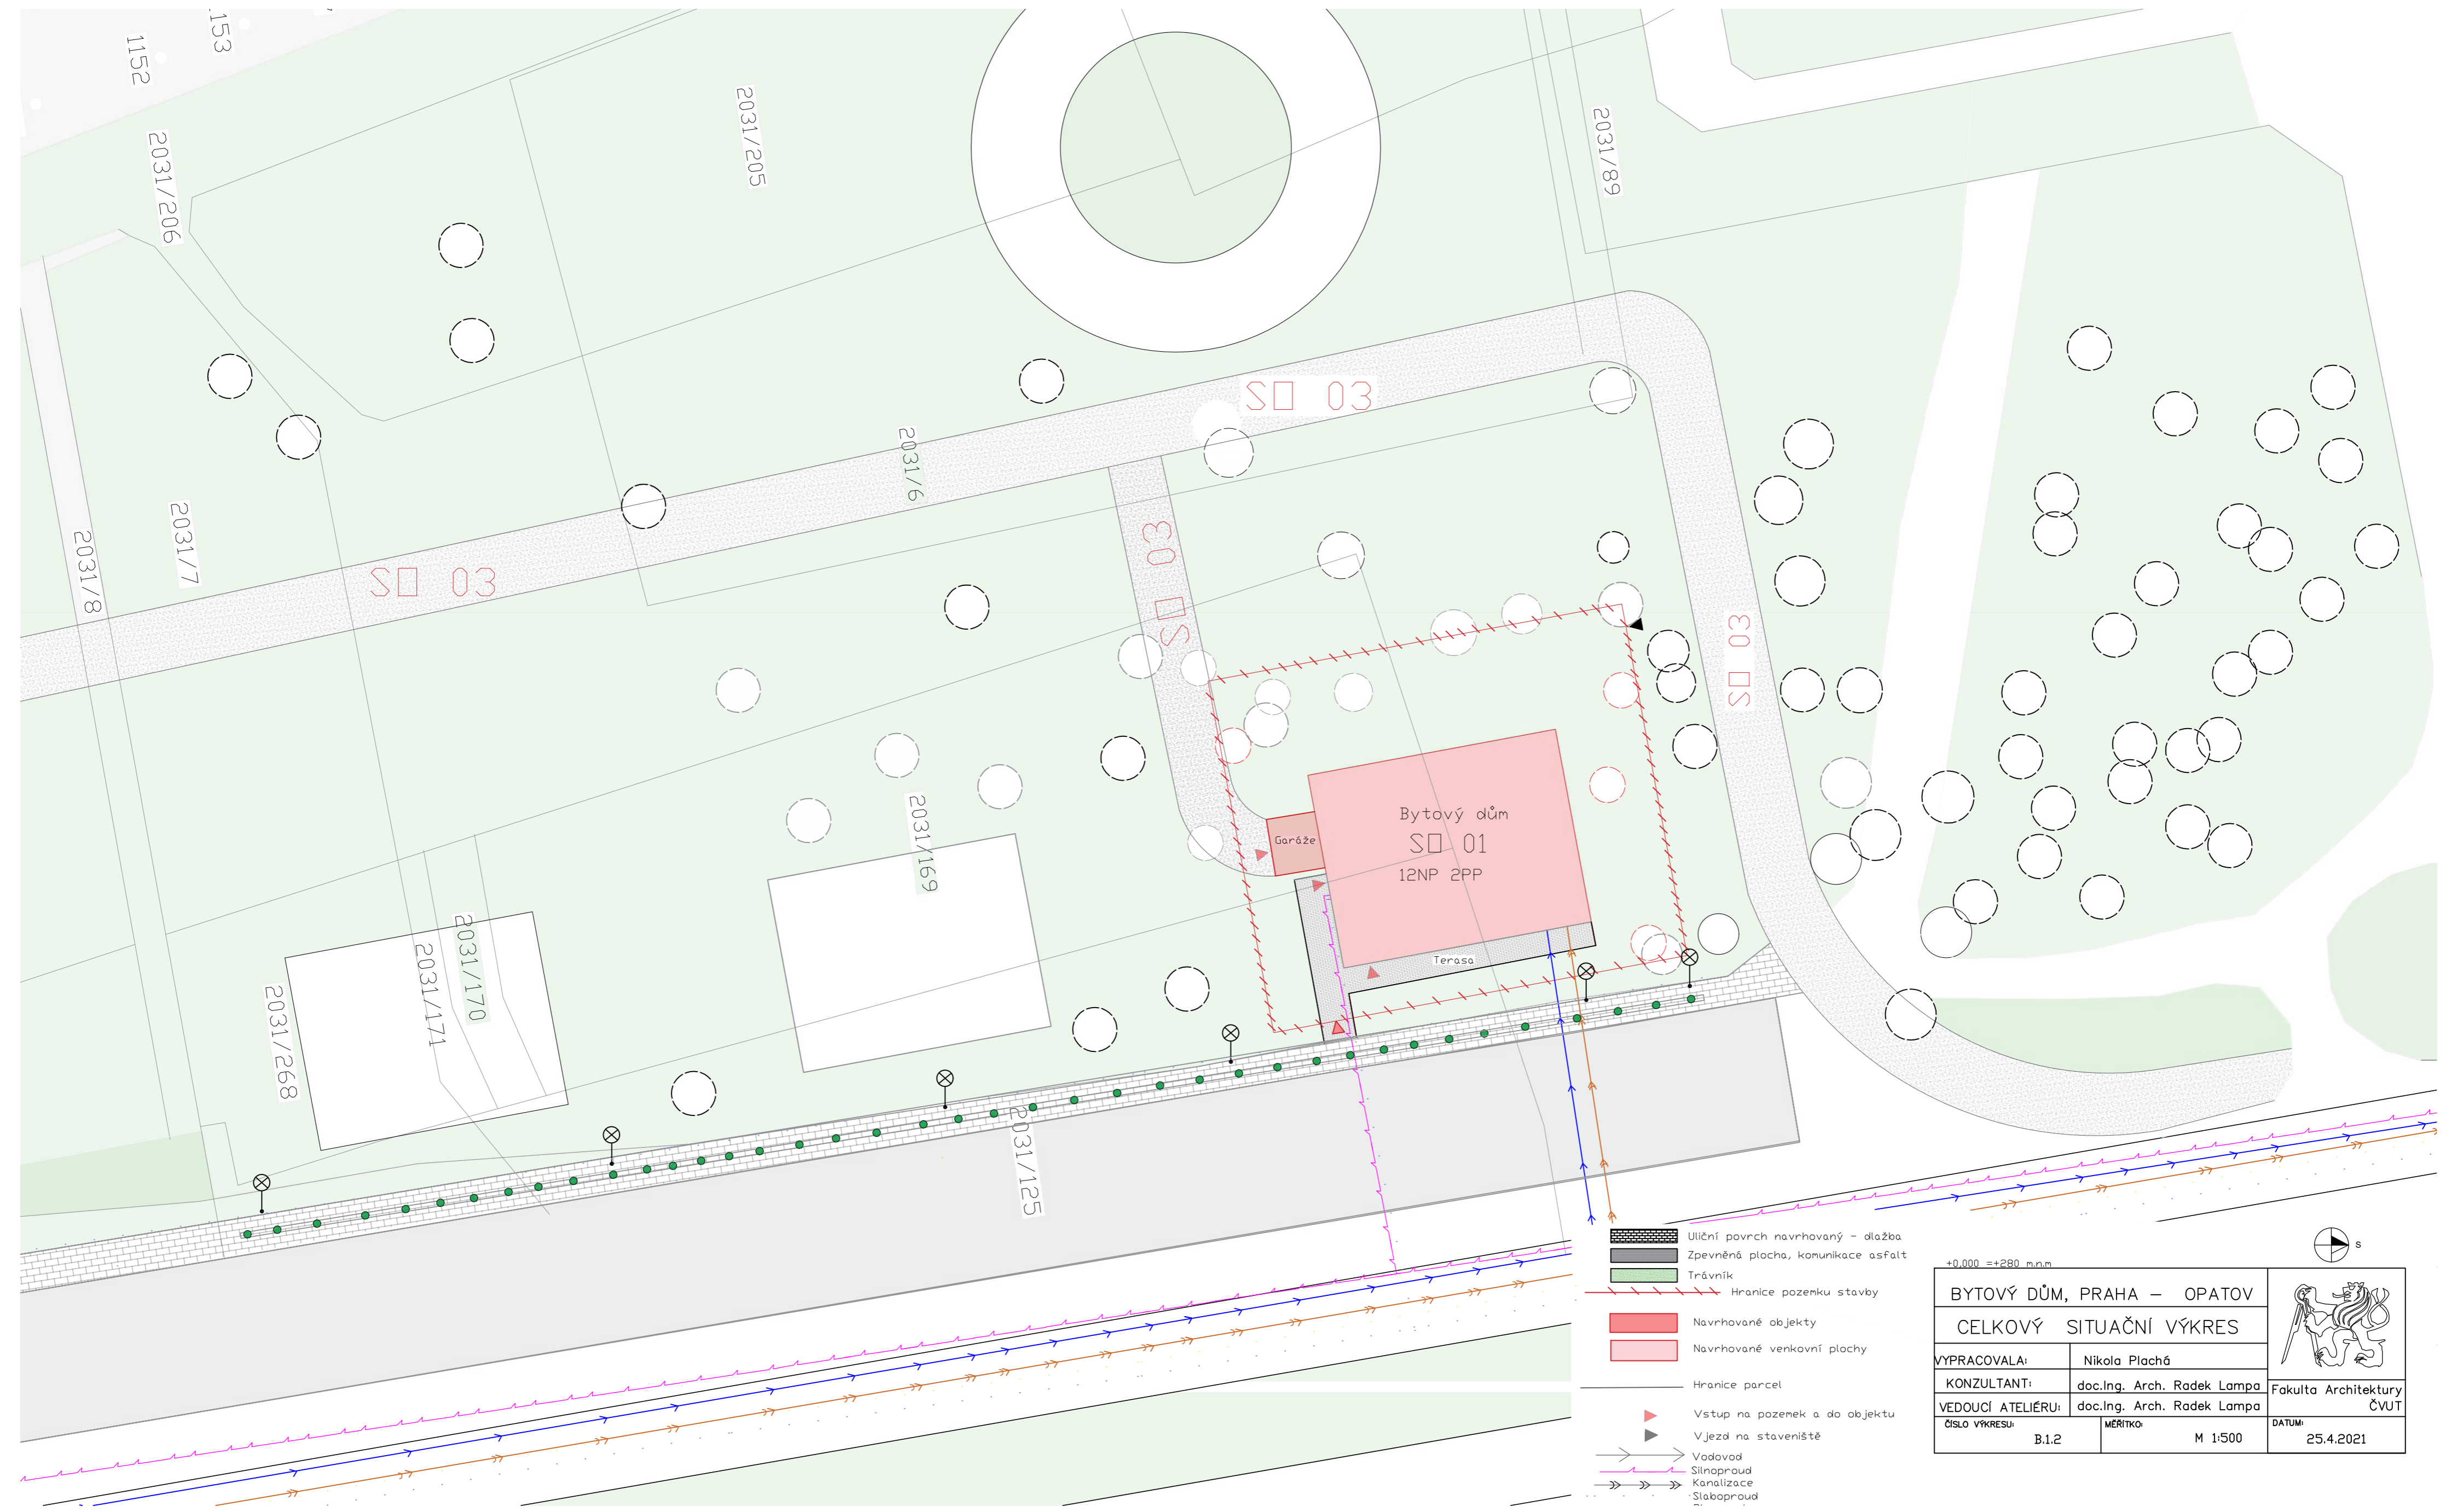 1152
1153
2031/206
2031/205
2031/89
SO 03
2031/6
SO 03
2031/7
2031/8
SO 03
SO 03
Bytový dům
SO 01
12NP 2PP
Garáže
Terasa
2031/169
2031/170
2031/171
2031/268
2031/125
Uliční povrch navrhovaný - dlažba
Zpevněná plocha, komunikace asfalt
Trávník
Hranice pozemku stavby
Navrhované objekty
Navrhované venkovní plochy
Hranice parcel
Vstup na pozemek a do objektu
Vjezd na staveniště
Vodovod
Silnoproud
Kanalizace
Slaboproud
S
+0,000 =+280 m.n.m
BYTOVÝ DŮM, PRAHA – OPATOV
CELKOVÝ SITUAČNÍ VÝKRES
VYPRACOVALA: Nikola Plachá
KONZULTANT: doc.Ing. Arch. Radek Lampa
VEDOUCÍ ATELIÉRU: doc.Ing. Arch. Radek Lampa
Fakulta Architektury
ČVUT
ČÍSLO VÝKRESU: B.1.2
MĚŘÍTKO: M 1:500
DATUM: 25.4.2021